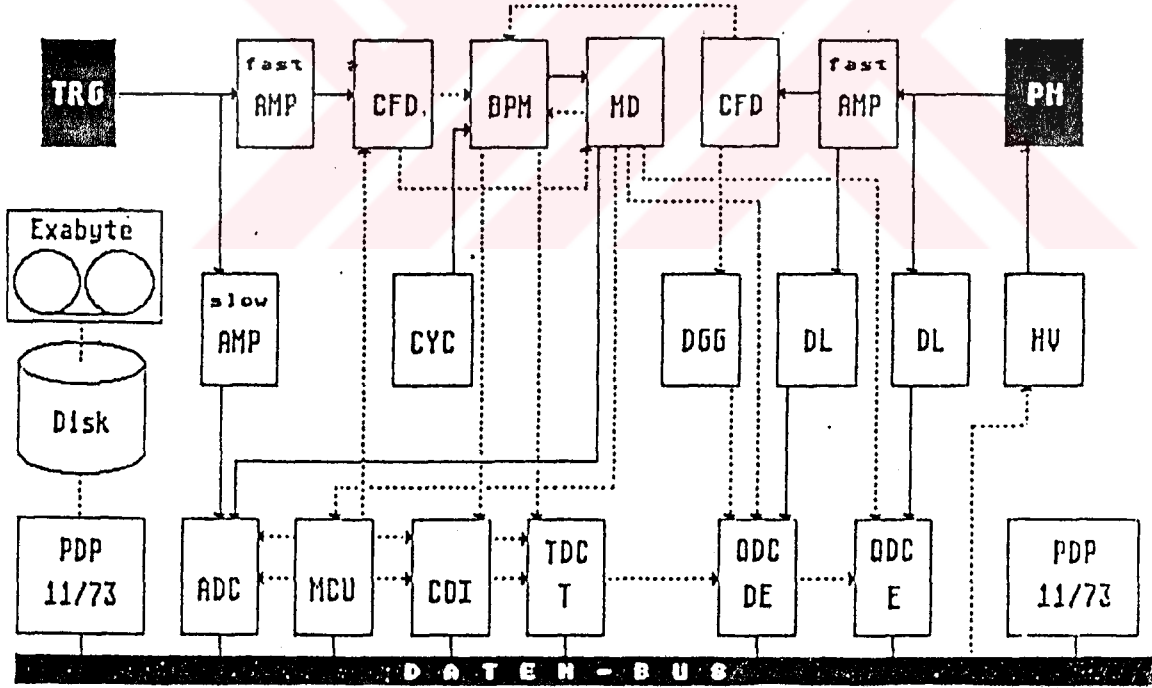 TRG
fast
AMP
CFD
BPM
MD
CFD
fast
AMP
PM
Exabyte
slow
AMP
CYC
DGG
DL
DL
HV
Disk
PDP
11/73
ADC
MCU
CDI
TDC
T
QDC
DE
QDC
E
PDP
11/73
DATEN-BUS